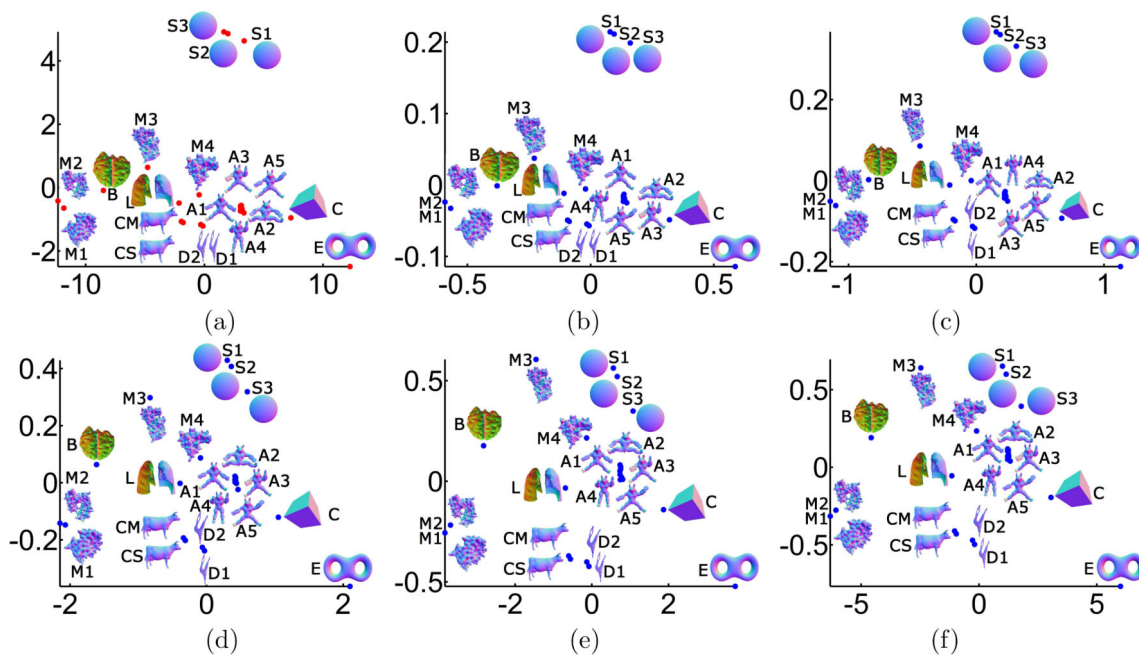 S3 S1
S2
4
2
M3
M4 A3 A5
M2
0
B
L A1
CM A2 C
-2
M1 CS D2 D1 A4 E
-10 0 10
(a)
0.2
S1
S2 S3
0.1
M3
M4
B A1
0
L A2
M2
M1 CM A4 C
CS A5 A3
-0.1
D2 D1 E
-0.5 0 0.5
(b)
S1
S2
S3
0.2
M3
M4
A1 A4
0
B L A2
M2
M1 CM D2 C
CS D1 A3
-0.2
E
-1 0 1
(c)
0.4
S1
S2
S3
0.2
M3
M4
B
A2
M2
0
L A1 A3
A4
CM D2 A5 C
-0.2
M1 CS D1 E
-2 0 2
(d)
0.5
M3 S1
S2
S3
B
M4 A2
A1
0
L A4 A3
M2
M1 CM A5 C
D2
CS
-0.5
D1 E
-2 0 2
(e)
0.5
M3 S1
S2
S3
B M4
A1 A2
0
L A4 A3
M2
M1 CM A5 C
D2
-0.5
CS D1 E
-5 0 5
(f)